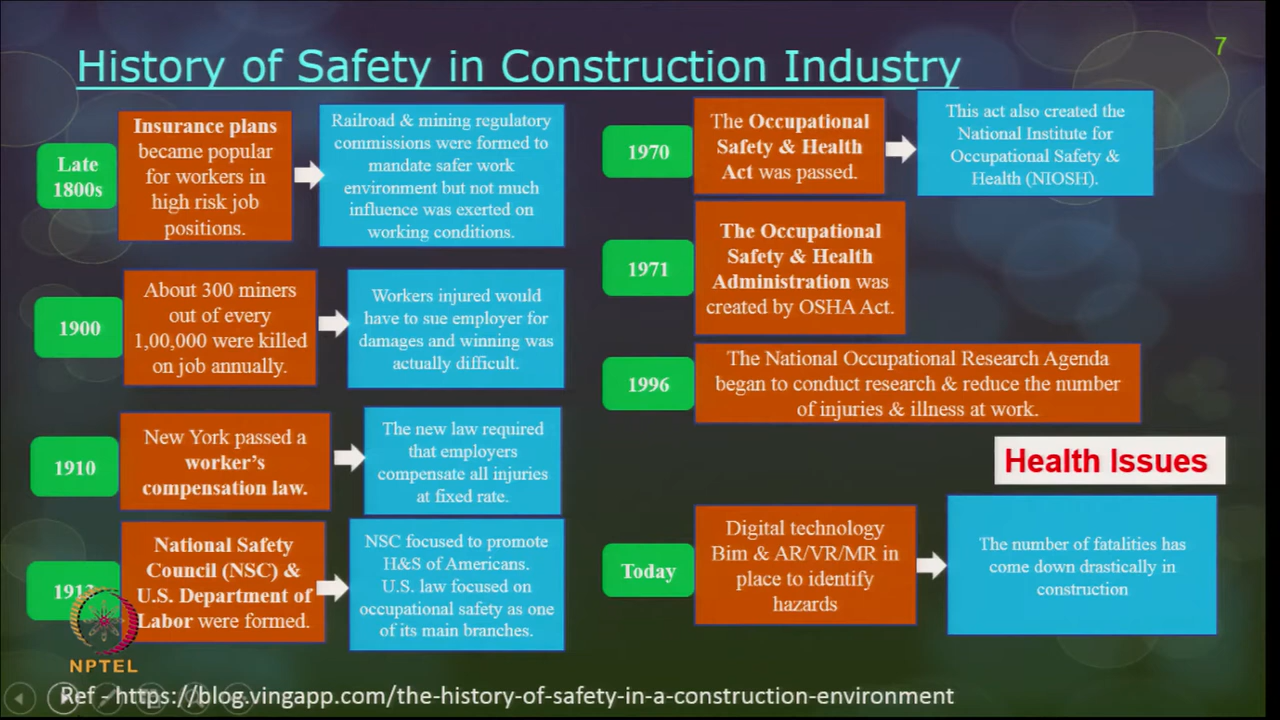 7
History of Safety in Construction Industry
Late
1800s
Insurance plans
became popular
for workers in
high risk job
positions.
Railroad & mining regulatory
commissions were formed to
mandate safer work
environment but not much
influence was exerted on
working conditions.
1900
About 300 miners
out of every
1,00,000 were killed
on job annually.
Workers injured would
have to sue employer for
damages and winning was
actually difficult.
1910
New York passed a
worker's
compensation law.
The new law required
that employers
compensate all injuries
at fixed rate.
National Safety
Council (NSC) &
U.S. Department of
Labor were formed.
NSC focused to promote
H&S of Americans.
U.S. law focused on
occupational safety as one
of its main branches.
1970
The Occupational
Safety & Health
Act was passed.
This act also created the
National Institute for
Occupational Safety &
Health (NIOSH).
1971
The Occupational
Safety & Health
Administration was
created by OSHA Act.
1996
The National Occupational Research Agenda
began to conduct research & reduce the number
of injuries & illness at work.
Health Issues
Today
Digital technology
Bim & AR/VR/MR in
place to identify
hazards
The number of fatalities has
come down drastically in
construction
NPTEL
Ref - https://blog.vingapp.com/the-history-of-safety-in-a-construction-environment